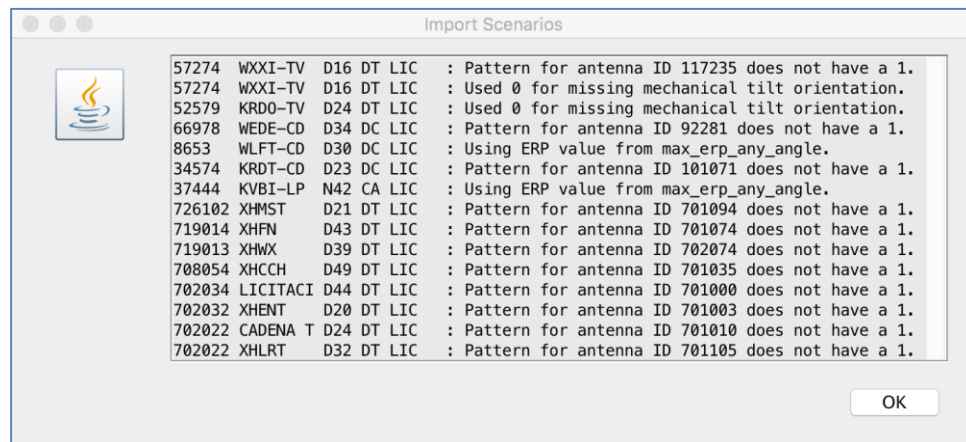 Import Scenarios
57274  WXXI-TV  D16 DT LIC   : Pattern for antenna ID 117235 does not have a 1.
57274  WXXI-TV  D16 DT LIC   : Used 0 for missing mechanical tilt orientation.
52579  KRDO-TV  D24 DT LIC   : Used 0 for missing mechanical tilt orientation.
66978  WEDE-CD  D34 DC LIC   : Pattern for antenna ID 92281 does not have a 1.
8653   WLFT-CD  D30 DC LIC   : Using ERP value from max_erp_any_angle.
34574  KRDT-CD  D23 DC LIC   : Pattern for antenna ID 101071 does not have a 1.
37444  KVBI-LP  N42 CA LIC   : Using ERP value from max_erp_any_angle.
726102 XHMST    D21 DT LIC   : Pattern for antenna ID 701094 does not have a 1.
719014 XHFN     D43 DT LIC   : Pattern for antenna ID 701074 does not have a 1.
719013 XHWX     D39 DT LIC   : Pattern for antenna ID 702074 does not have a 1.
708054 XHCCH    D49 DT LIC   : Pattern for antenna ID 701035 does not have a 1.
702034 LICITACI D44 DT LIC   : Pattern for antenna ID 701000 does not have a 1.
702032 XHENT    D20 DT LIC   : Pattern for antenna ID 701003 does not have a 1.
702022 CADENA T D24 DT LIC   : Pattern for antenna ID 701010 does not have a 1.
702022 XHLRT    D32 DT LIC   : Pattern for antenna ID 701105 does not have a 1.
OK